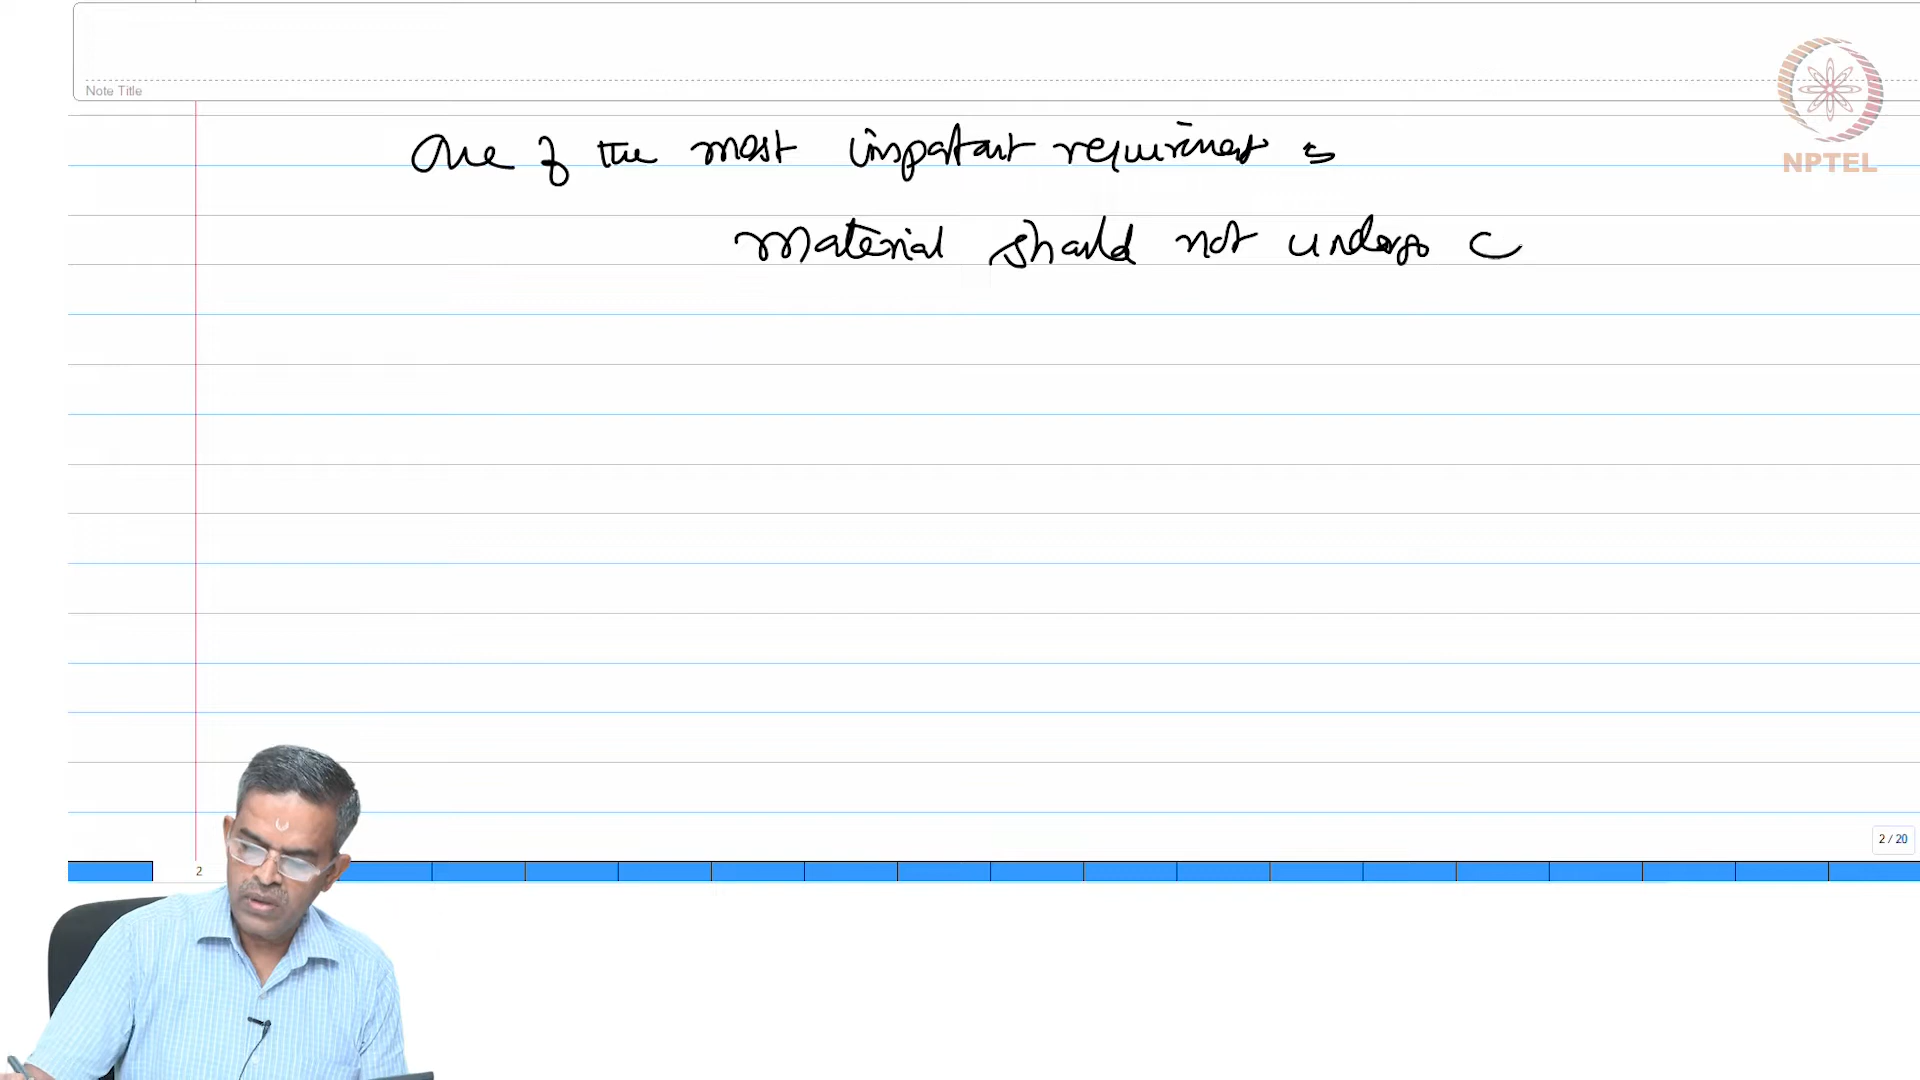 NPTEL
Note Title
One of the most important requirement is
material should not undergo c
2 / 20
2